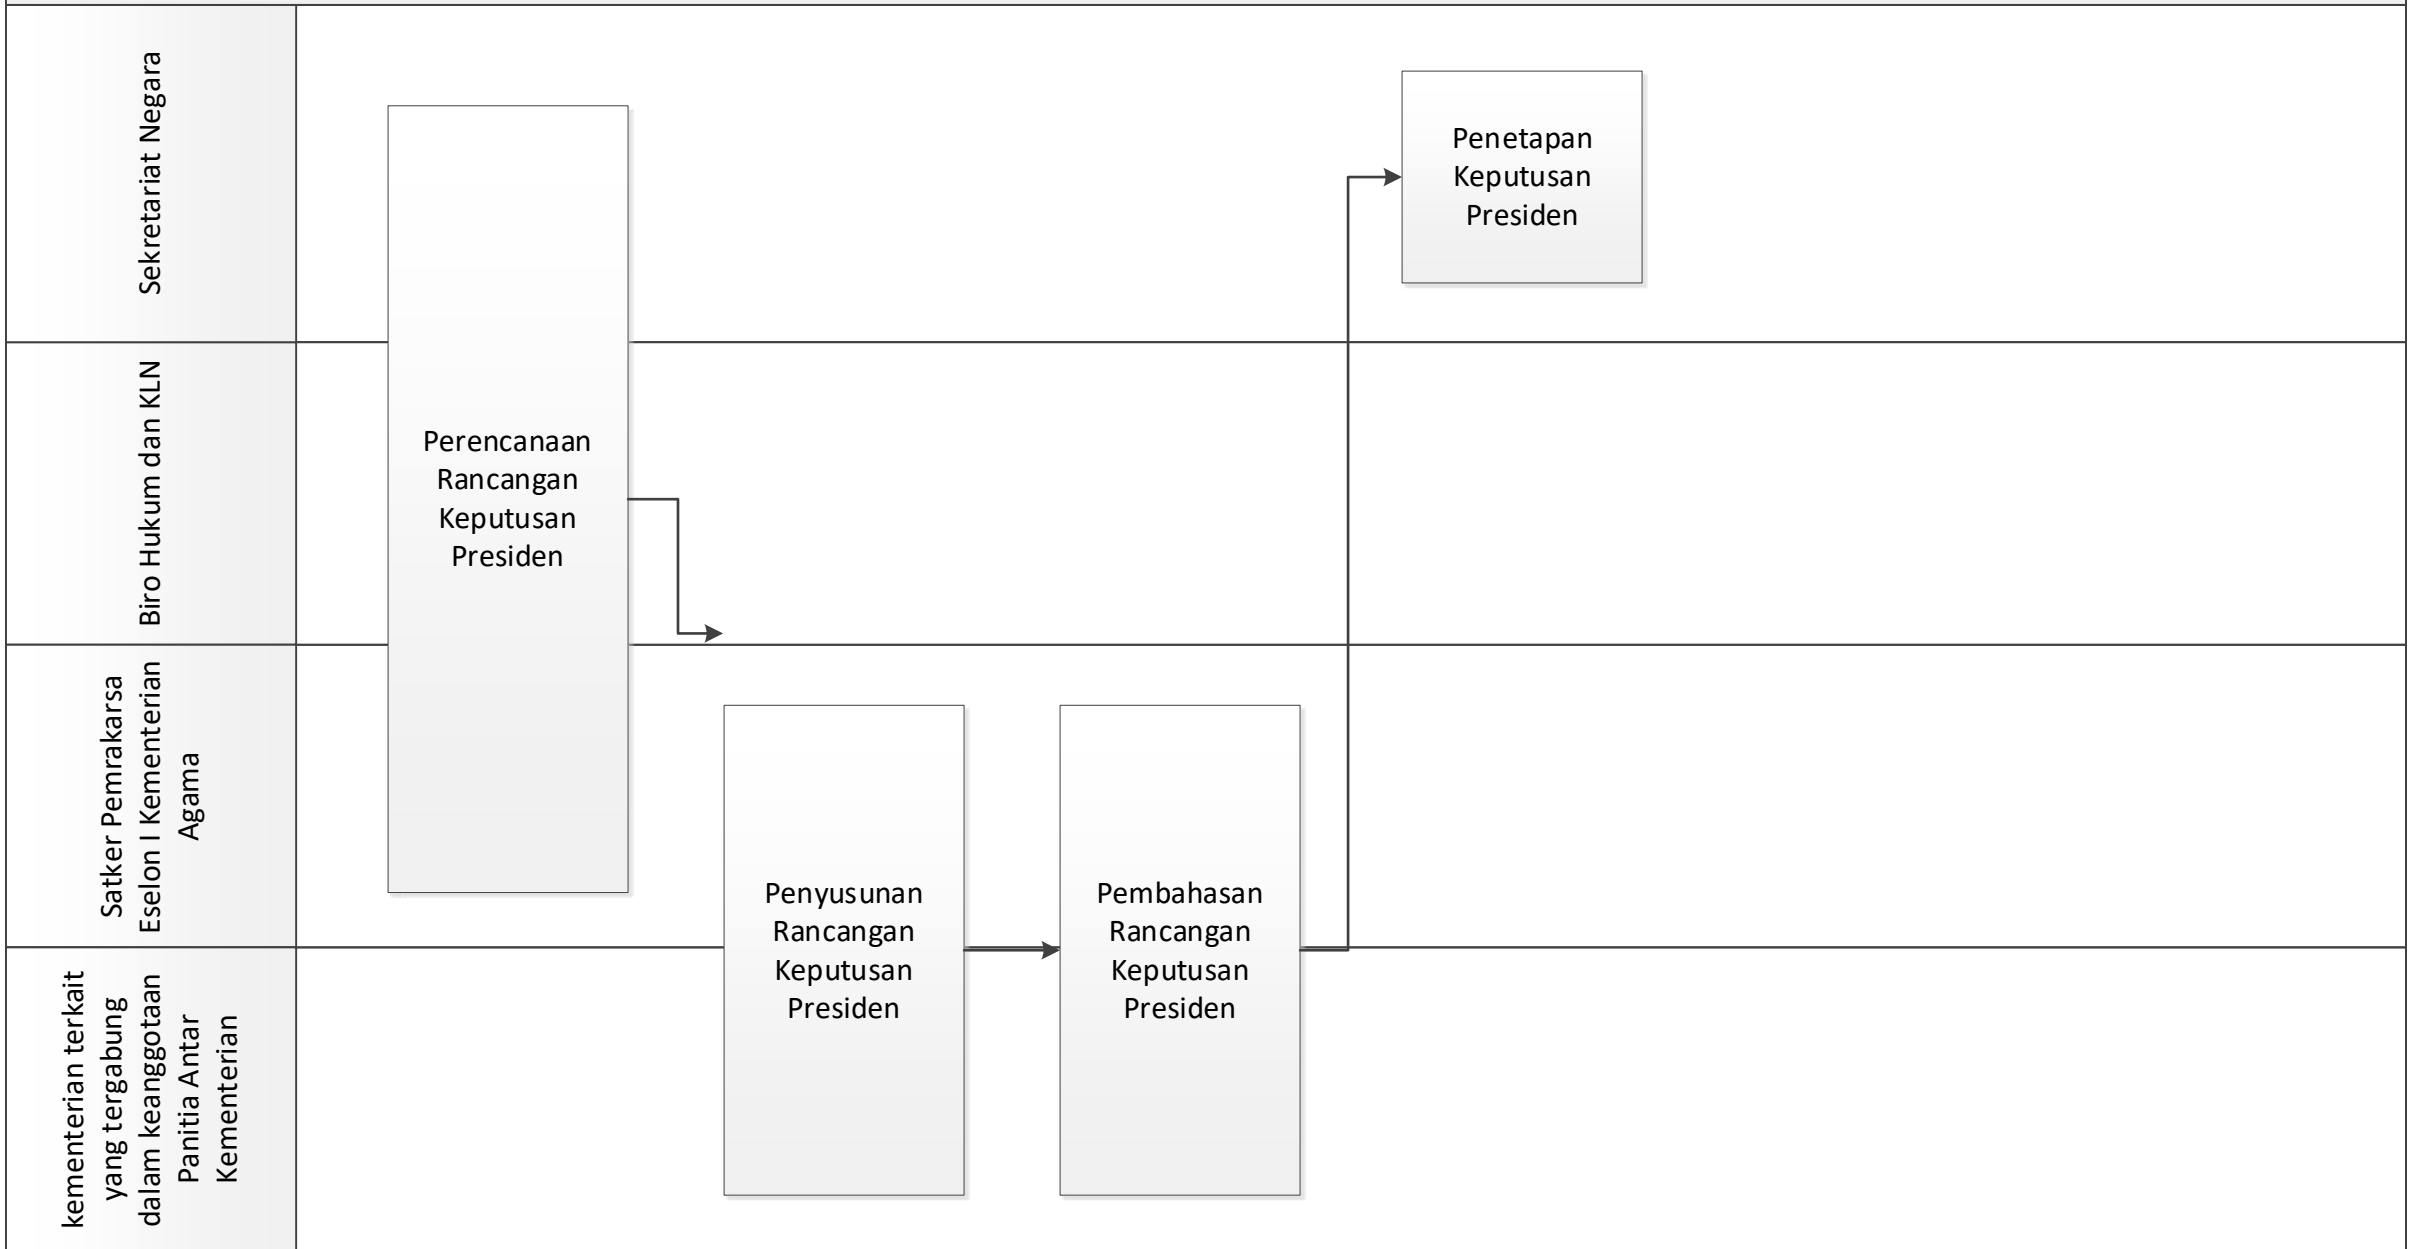 Sekretariat Negara
Biro Hukum dan KLN
Satker Pemrakarsa
Eselon I Kementerian
Agama
kementerian terkait
yang tergabung
dalam keanggotaan
Panitia Antar
Kementerian
Perencanaan
Rancangan
Keputusan
Presiden
Penyusunan
Rancangan
Keputusan
Presiden
Pembahasan
Rancangan
Keputusan
Presiden
Penetapan
Keputusan
Presiden